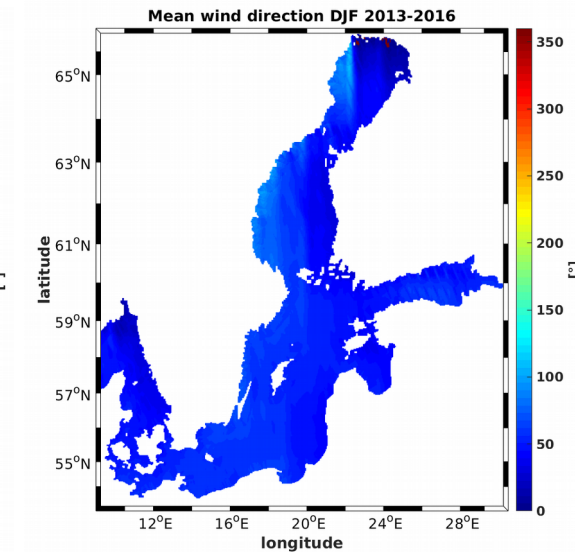 Mean wind direction DJF 2013-2016
65°N
63°N
61°N
59°N
57°N
55°N
latitude
12°E
16°E
20°E
24°E
28°E
longitude
350
300
250
200
150
100
50
0
[°]